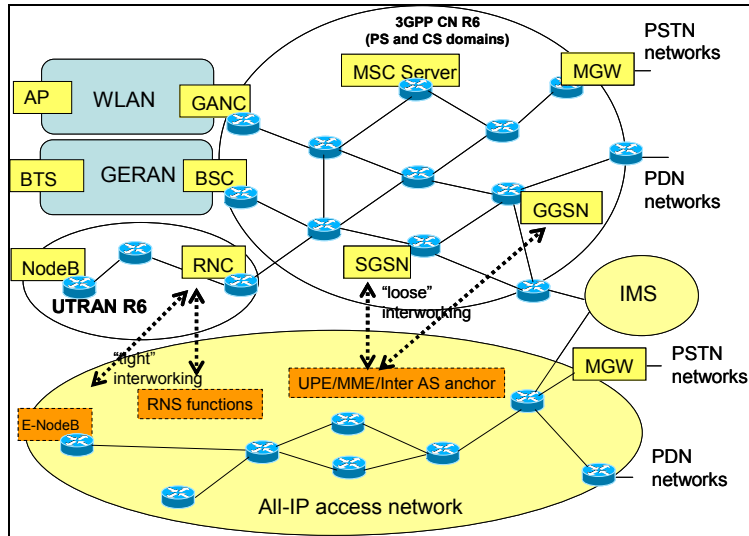 3GPP CN R6
(PS and CS domains)
PSTN
networks
MSC Server
MGW
AP
WLAN
GANC
BTS
GERAN
BSC
PDN
networks
GGSN
NodeB
RNC
SGSN
UTRAN R6
"loose"
interworking
IMS
"tight"
interworking
MGW
PSTN
networks
UPE/MME/Inter AS anchor
RNS functions
E-NodeB
PDN
networks
All-IP access network